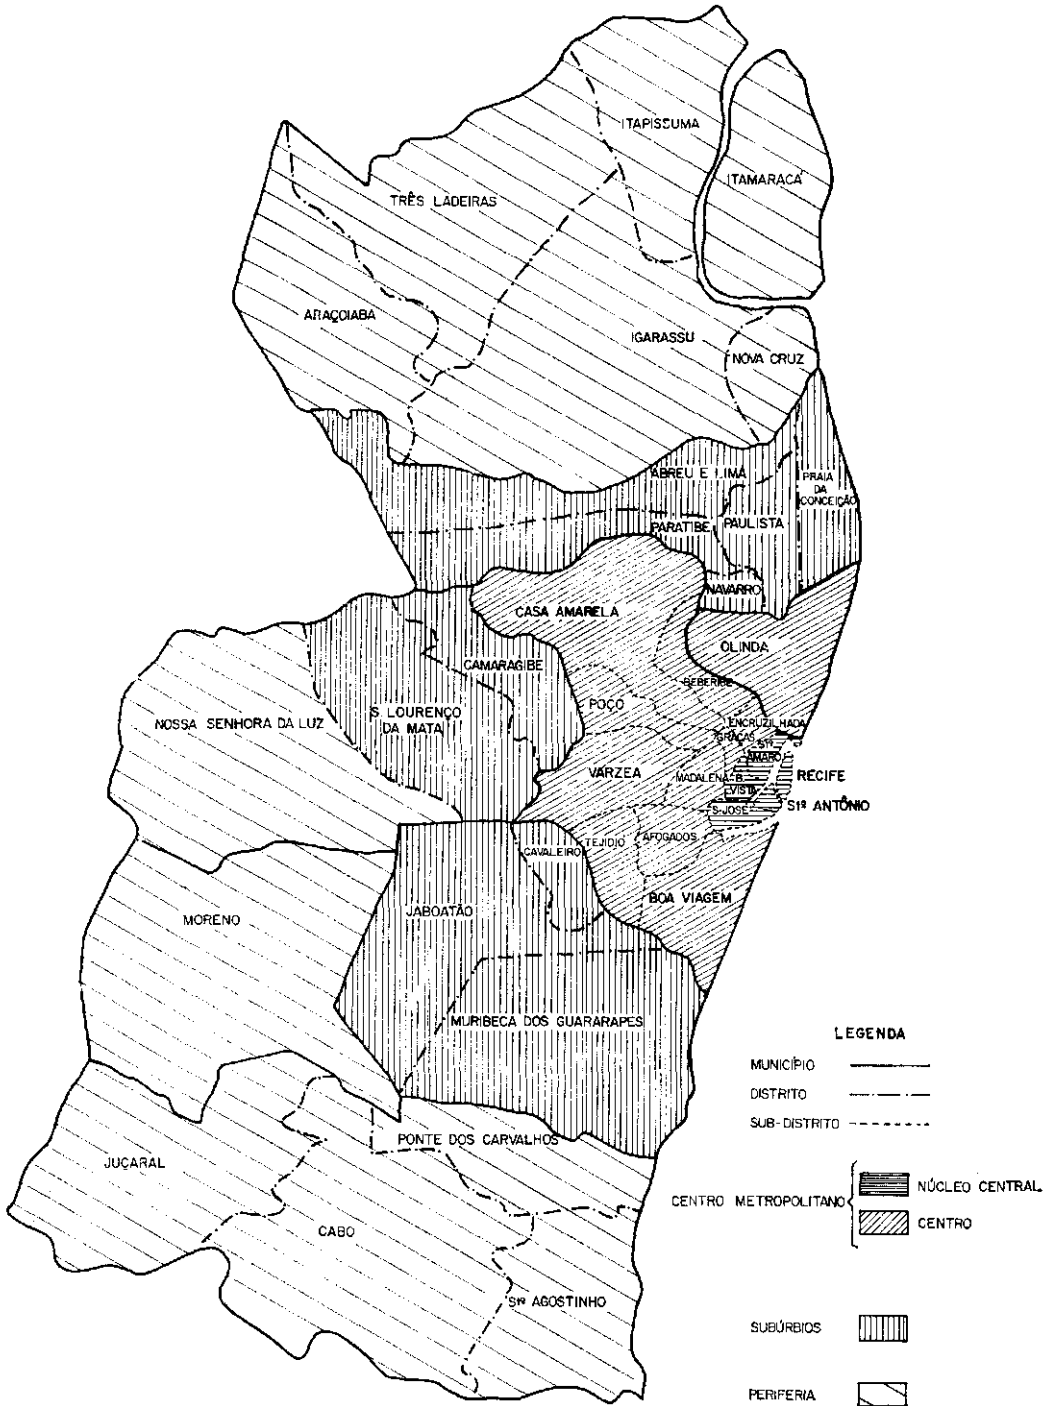 ITAPISSUMA
ITAMARACÁ
TRÊS LADEIRAS
ARAÇOIABA
IGARASSU
NOVA CRUZ
ABREU E LIMA
PRAIA
DA
CONCEIÇÃO
PARATIBE
PAULISTA
NAVARRO
CASA AMARELA
OLINDA
CAMARAGIBE
BEBERIBE
POÇO
S. LOURENÇO
DA MATA
NOSSA SENHORA DA LUZ
ENCRUZILHADA
GRAÇAS
STº
AMARO
VÁRZEA
MADALENA
B.
VISTA
RECIFE
S. JOSÉ
STº ANTÔNIO
CAVALEIRO
TEJIPIÓ
AFOGADOS
BOA VIAGEM
JABOATÃO
MORENO
MURIBECA DOS GUARARAPES
PONTE DOS CARVALHOS
JUÇARAL
CABO
STº AGOSTINHO
LEGENDA
MUNICÍPIO
DISTRITO
SUB-DISTRITO
CENTRO METROPOLITANO
NÚCLEO CENTRAL
CENTRO
SUBÚRBIOS
PERIFERIA